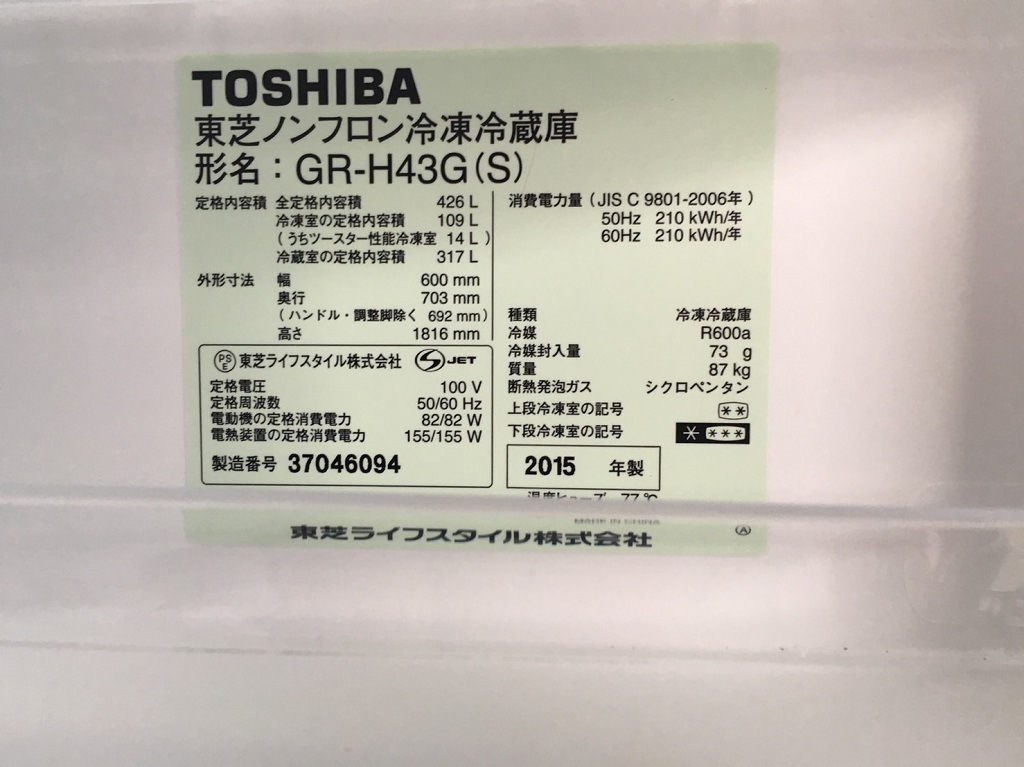 TOSHIBA
東芝ノンフロン冷凍冷蔵庫
形名：GR-H43G(S)
定格内容積 全定格内容積 426 L
冷凍室の定格内容積 109 L
(うちツースター性能冷凍室 14 L)
冷蔵室の定格内容積 317 L
外形寸法 幅 600 mm
奥行 703 mm
(ハンドル・調整脚除く 692 mm)
高さ 1816 mm
PS E 東芝ライフスタイル株式会社 S JET
定格電圧 100 V
定格周波数 50/60 Hz
電動機の定格消費電力 82/82 W
電熱装置の定格消費電力 155/155 W
製造番号 37046094
消費電力量 (JIS C 9801-2006年)
50Hz 210 kWh/年
60Hz 210 kWh/年
種類 冷凍冷蔵庫
冷媒 R600a
冷媒封入量 73 g
質量 87 kg
断熱発泡ガス シクロペンタン
上段冷凍室の記号 **
下段冷凍室の記号 * ***
2015 年製
温度ヒューズ 77℃
MADE IN CHINA
東芝ライフスタイル株式会社 Ⓐ